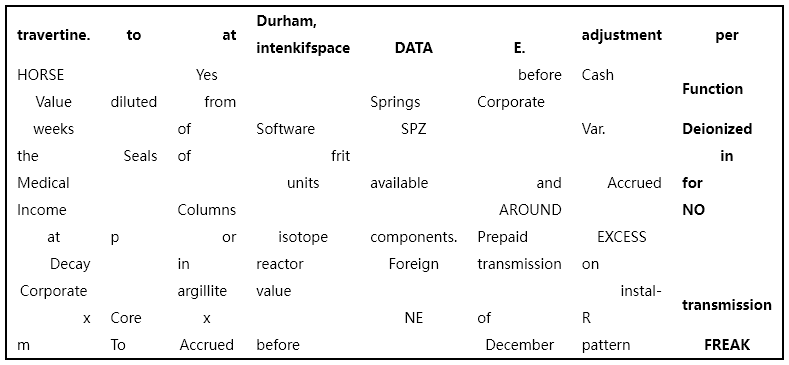 travertine. to at Durham, intenkifspace DATA E. adjustment per
HORSE Yes before Cash Function
Value diluted from Springs Corporate
weeks of Software SPZ Var. Deionized
the Seals of frit in
Medical units available and Accrued for
Income Columns AROUND NO
at p or isotope components. Prepaid EXCESS
Decay in reactor Foreign transmission on
Corporate argillite value instal- transmission
x Core x NE of R
m To Accrued before December pattern FREAK